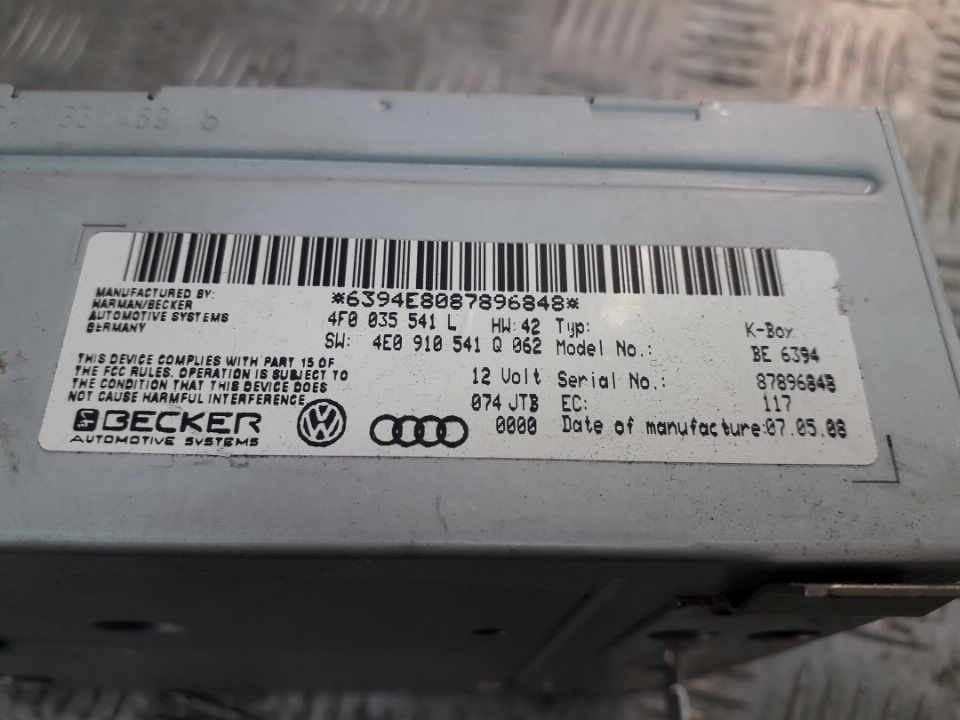 *6394E8087896848*
MANUFACTURED BY:
HARMAN/BECKER
AUTOMOTIVE SYSTEMS
GERMANY
4F0 035 541 L HW: 42 Typ: K-Box
SW: 4E0 910 541 Q 062 Model No.: BE 6394
THIS DEVICE COMPLIES WITH PART 15 OF
THE FCC RULES. OPERATION IS SUBJECT TO
THE CONDITION THAT THIS DEVICE DOES
NOT CAUSE HARMFUL INTERFERENCE
12 Volt Serial No.: 87896848
074 JTB EC: 117
0000 Date of manufacture: 07.05.08
BECKER
AUTOMOTIVE SYSTEMS